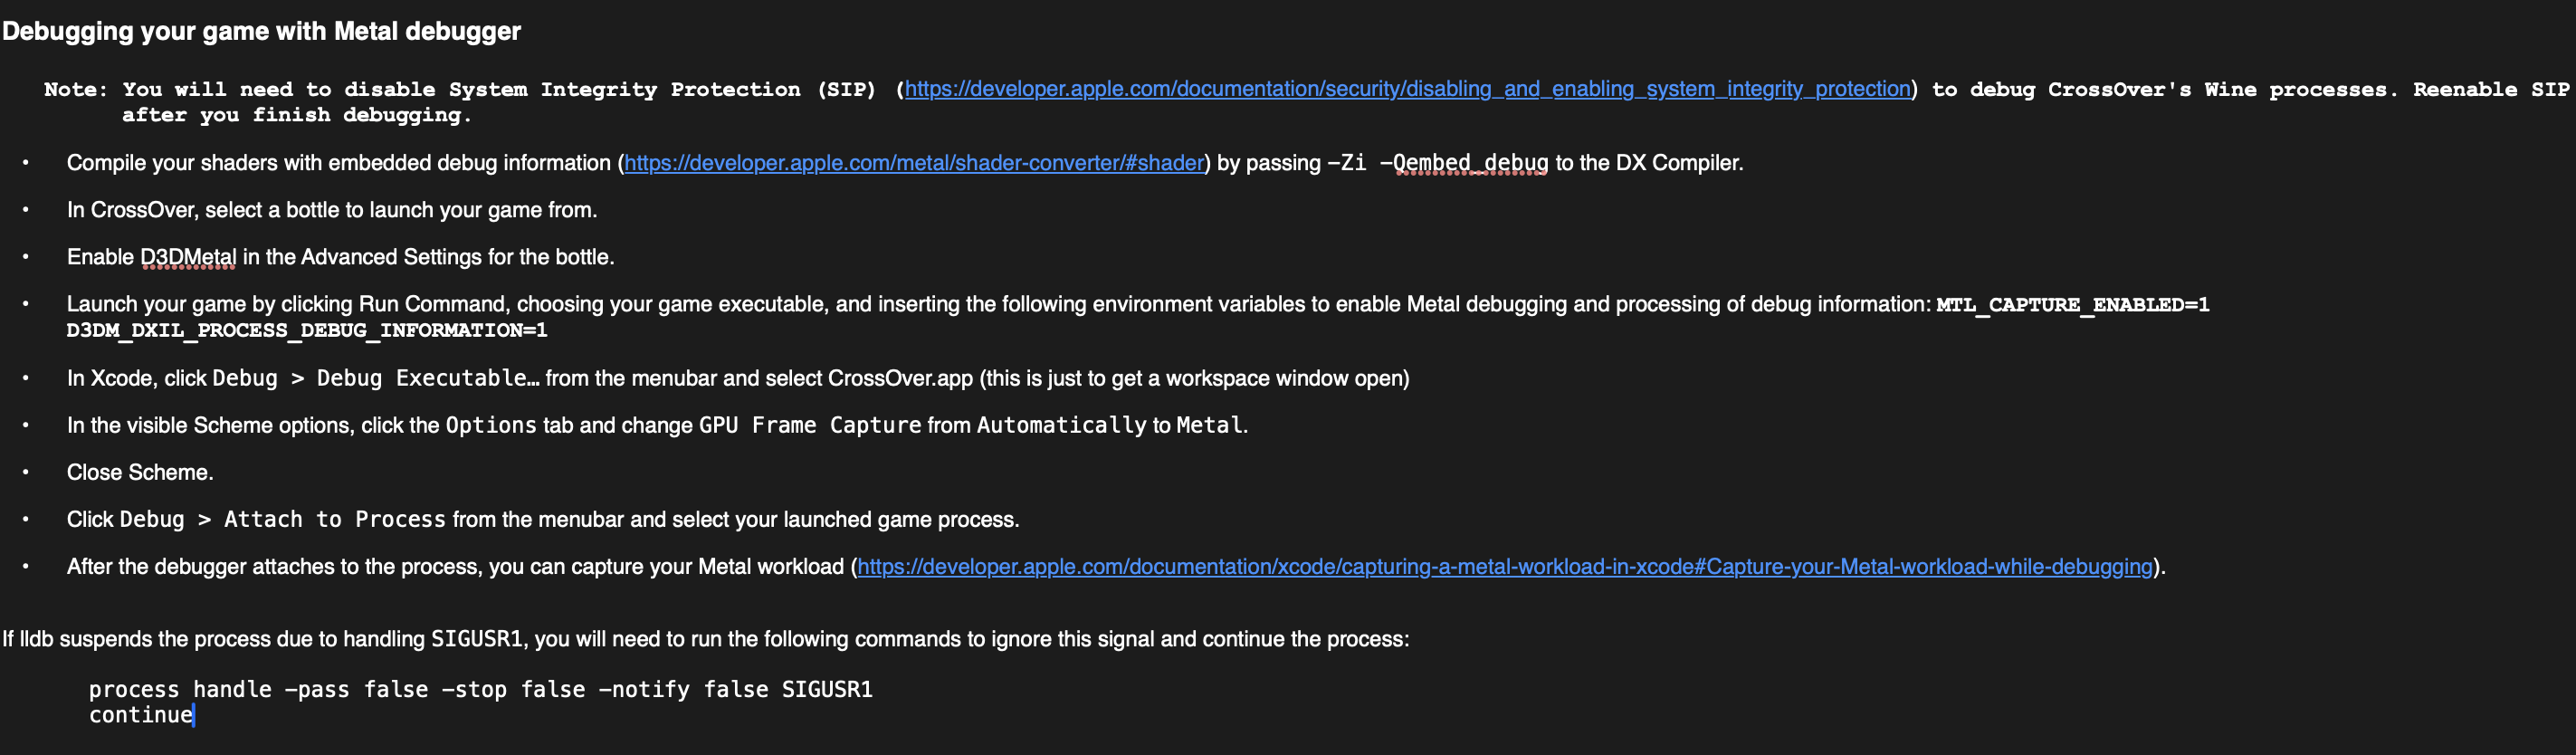 Debugging your game with Metal debugger
Note: You will need to disable System Integrity Protection (SIP) (https://developer.apple.com/documentation/security/disabling_and_enabling_system_integrity_protection) to debug CrossOver's Wine processes. Reenable SIP
after you finish debugging.
• Compile your shaders with embedded debug information (https://developer.apple.com/metal/shader-converter/#shader) by passing –Zi –Qembed_debug to the DX Compiler.
• In CrossOver, select a bottle to launch your game from.
• Enable D3DMetal in the Advanced Settings for the bottle.
• Launch your game by clicking Run Command, choosing your game executable, and inserting the following environment variables to enable Metal debugging and processing of debug information: MTL_CAPTURE_ENABLED=1
D3DM_DXIL_PROCESS_DEBUG_INFORMATION=1
• In Xcode, click Debug > Debug Executable… from the menubar and select CrossOver.app (this is just to get a workspace window open)
• In the visible Scheme options, click the Options tab and change GPU Frame Capture from Automatically to Metal.
• Close Scheme.
• Click Debug > Attach to Process from the menubar and select your launched game process.
• After the debugger attaches to the process, you can capture your Metal workload (https://developer.apple.com/documentation/xcode/capturing-a-metal-workload-in-xcode#Capture-your-Metal-workload-while-debugging).
If lldb suspends the process due to handling SIGUSR1, you will need to run the following commands to ignore this signal and continue the process:
process handle –pass false –stop false –notify false SIGUSR1
continue